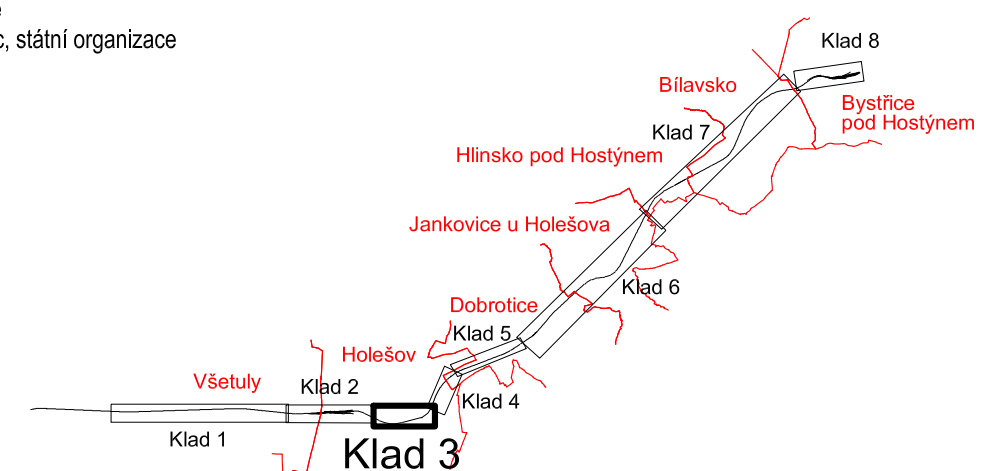 c, státní organizace
Klad 8
Bílavsko
Bystřice
pod Hostýnem
Klad 7
Hlinsko pod Hostýnem
Jankovice u Holešova
Klad 6
Dobrotice
Klad 5
Holešov
Všetuly
Klad 2
Klad 4
Klad 1
Klad 3